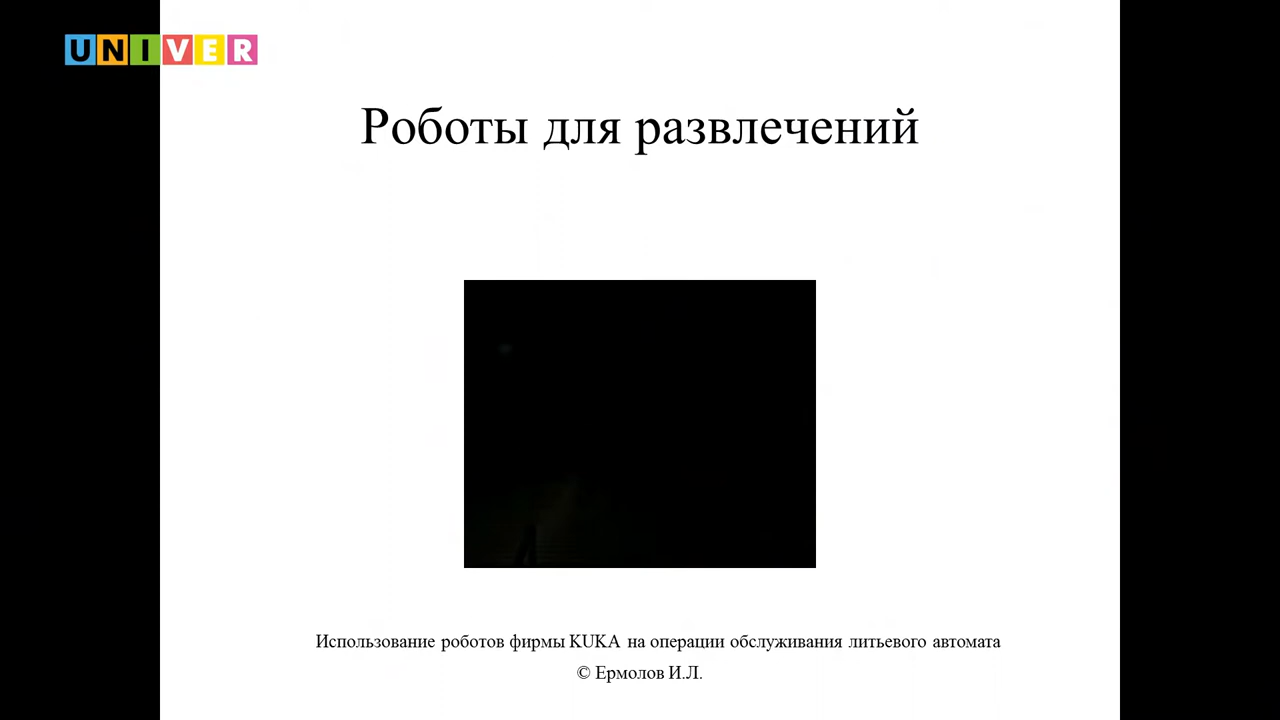 UNIVER
Роботы для развлечений
Использование роботов фирмы KUKA на операции обслуживания литьевого автомата
© Ермолов И.Л.